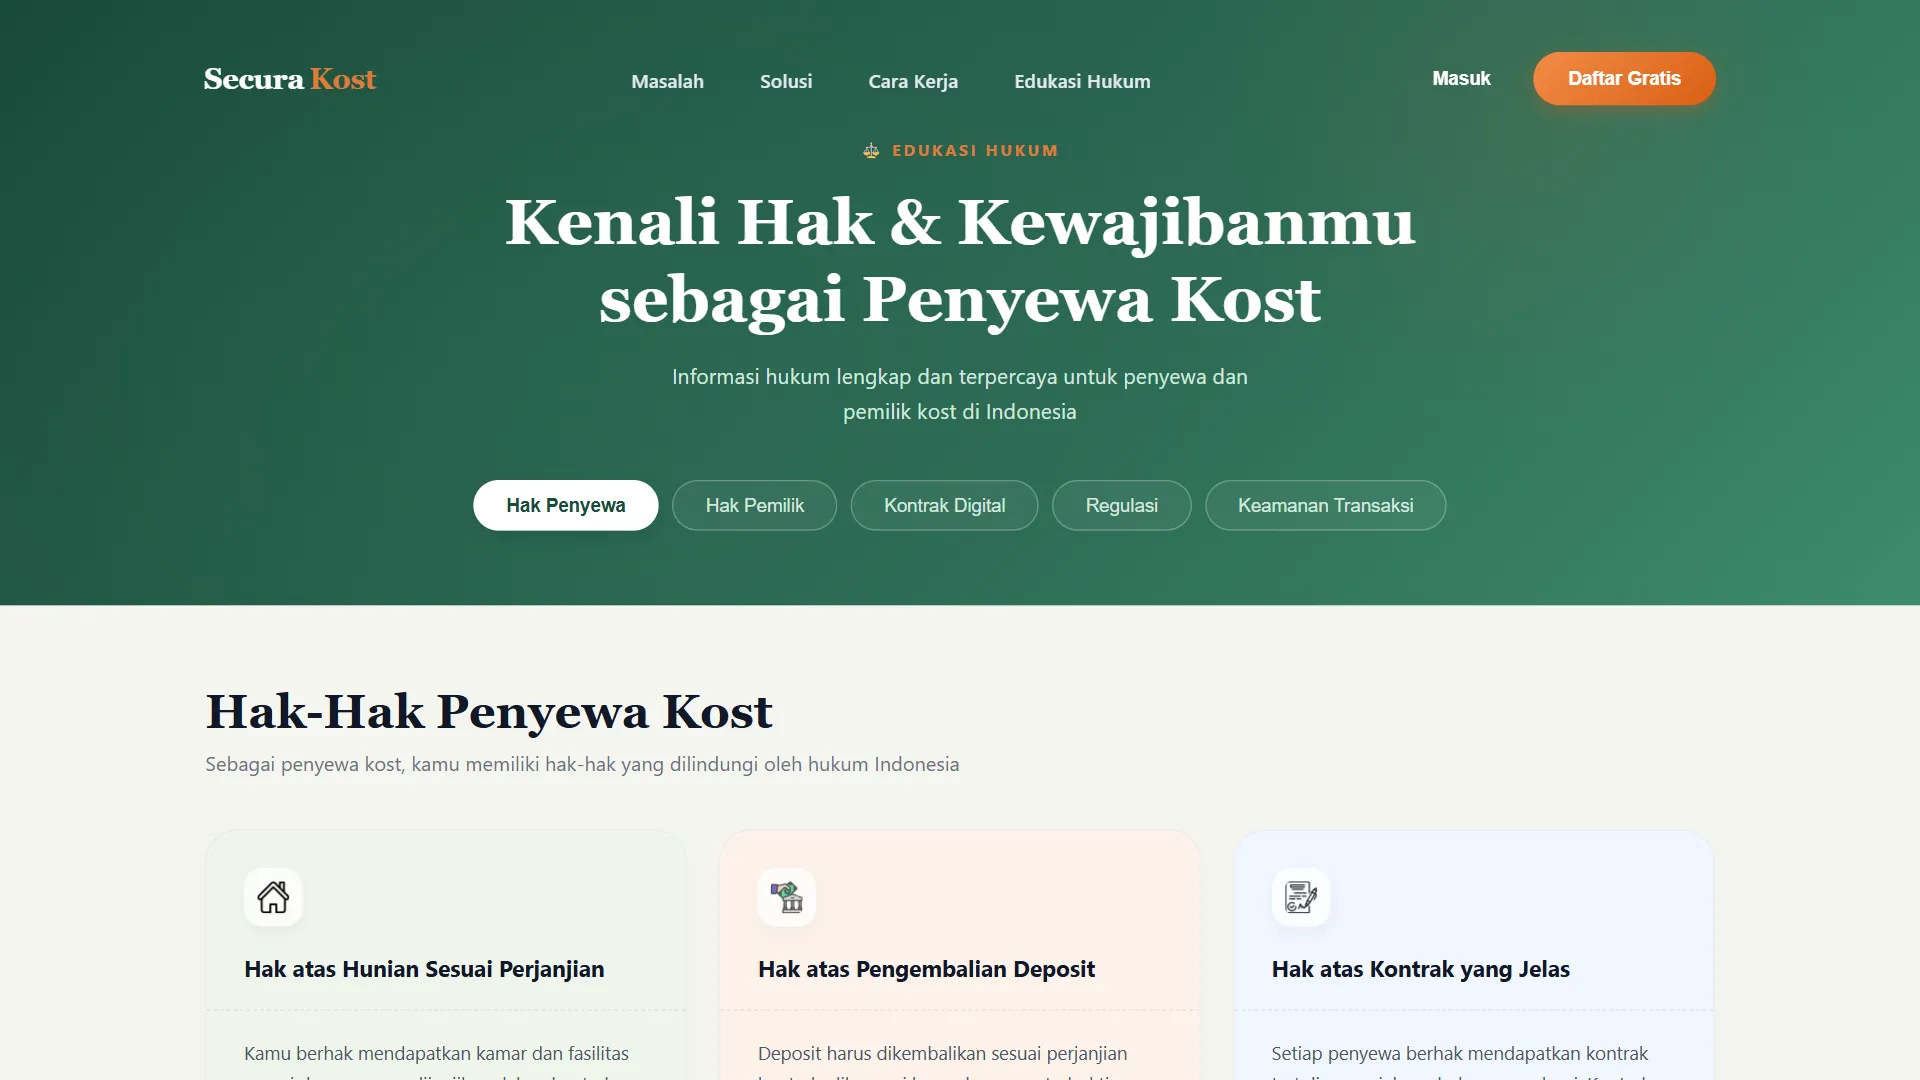 Secura Kost
Masalah
Solusi
Cara Kerja
Edukasi Hukum
Masuk
Daftar Gratis
EDUKASI HUKUM
Kenali Hak & Kewajibanmu
sebagai Penyewa Kost
Informasi hukum lengkap dan terpercaya untuk penyewa dan
pemilik kost di Indonesia
Hak Penyewa
Hak Pemilik
Kontrak Digital
Regulasi
Keamanan Transaksi
Hak-Hak Penyewa Kost
Sebagai penyewa kost, kamu memiliki hak-hak yang dilindungi oleh hukum Indonesia
Hak atas Hunian Sesuai Perjanjian
Kamu berhak mendapatkan kamar dan fasilitas
Hak atas Pengembalian Deposit
Deposit harus dikembalikan sesuai perjanjian
Hak atas Kontrak yang Jelas
Setiap penyewa berhak mendapatkan kontrak